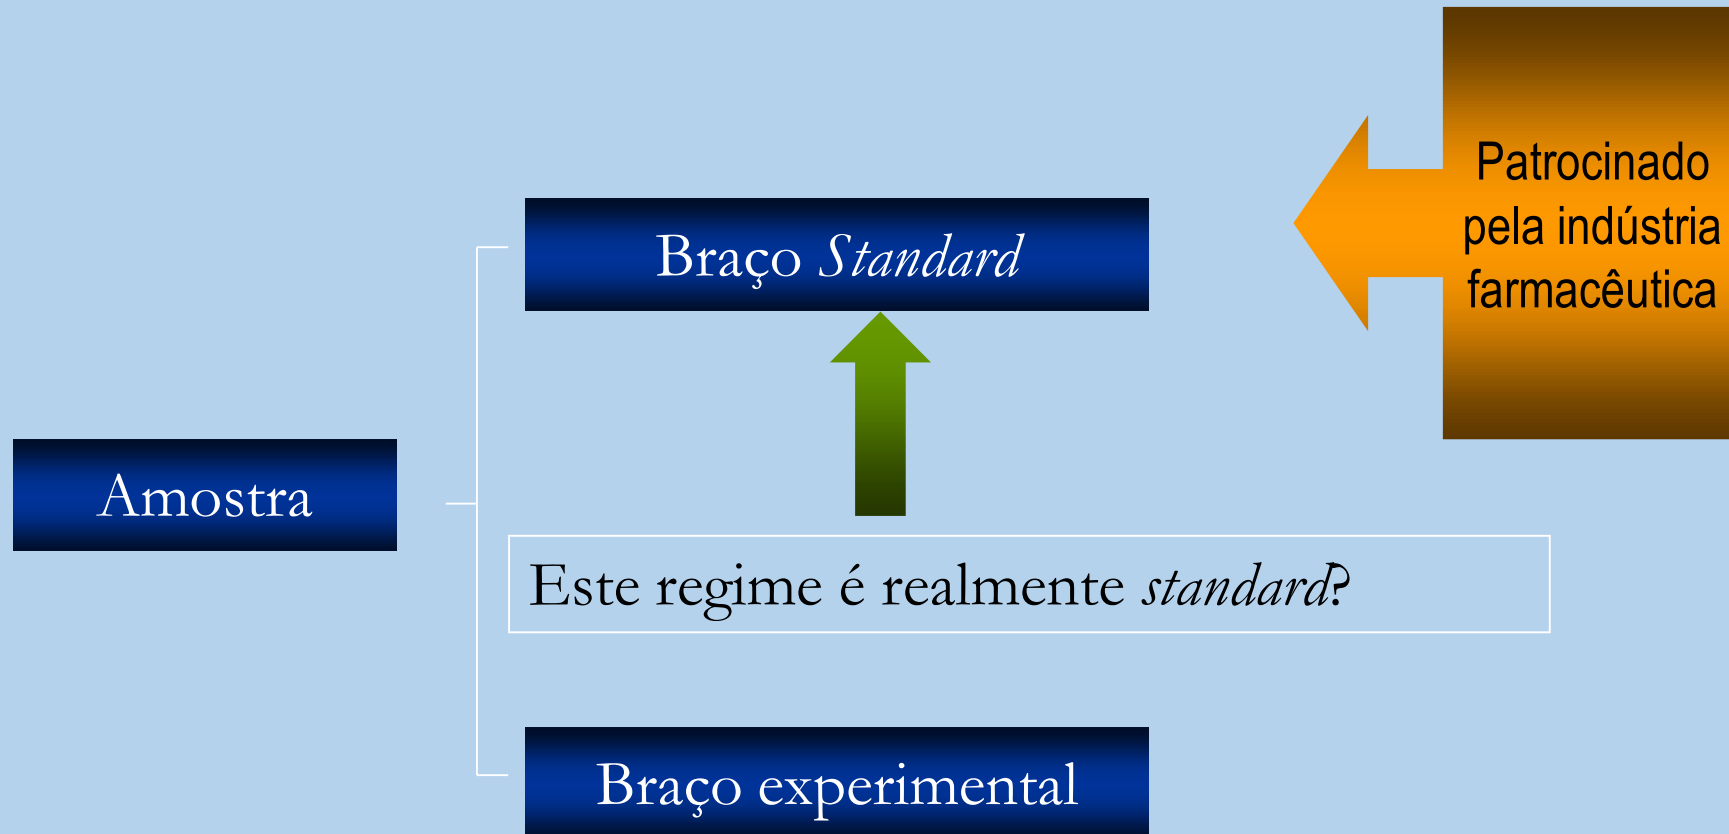 Patrocinado
pela indústria
farmacêutica
Braço Standard
Amostra
Este regime é realmente standard?
Braço experimental